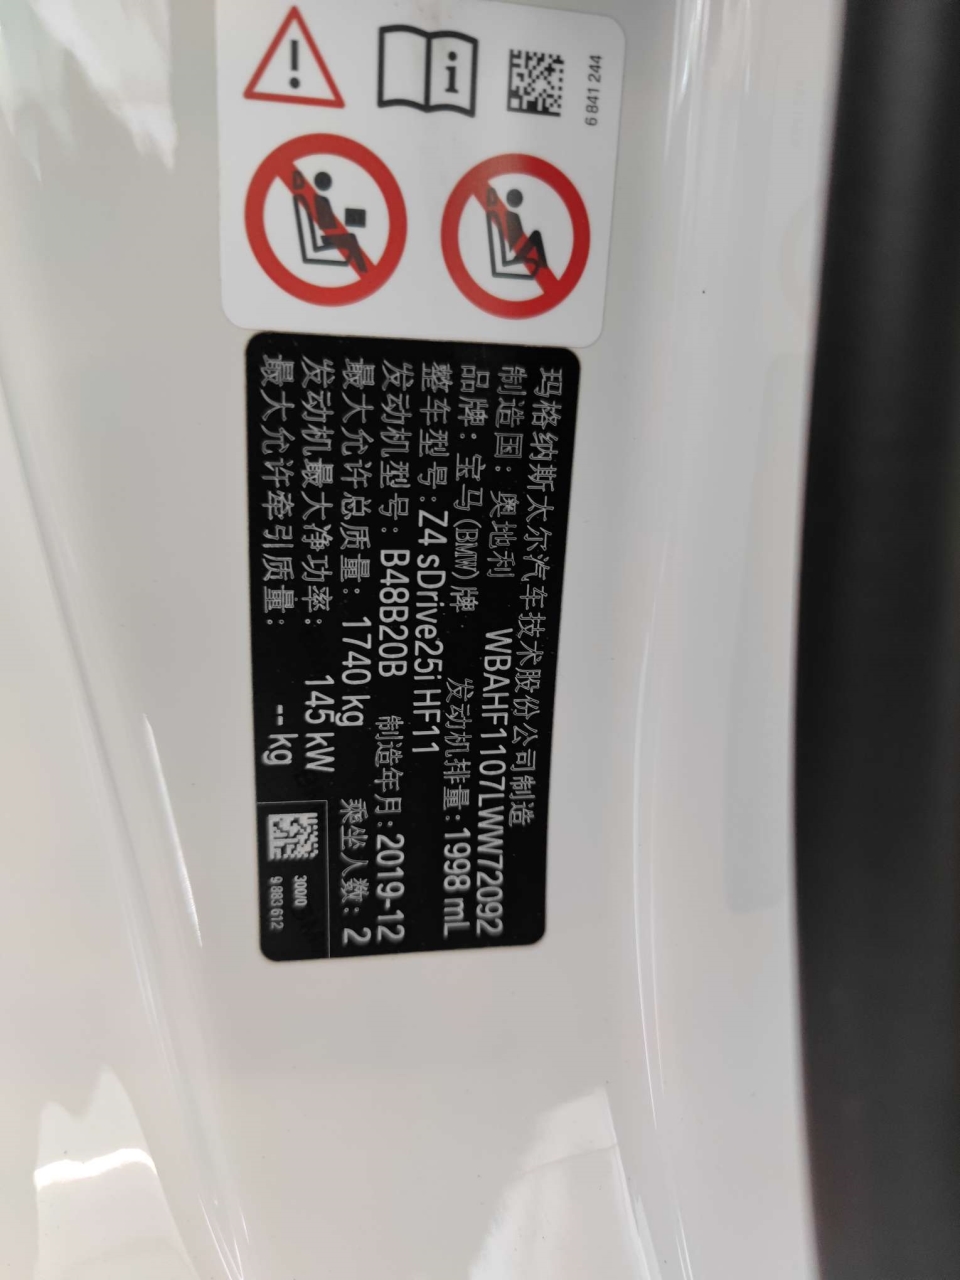 6 841 244
玛格纳斯太尔汽车技术股份公司制造
制造国：奥地利 WBAHF1107LWW72092
品牌：宝马(BMW)牌 发动机排量：1998 mL
整车型号：Z4 sDrive25i HF11
发动机型号：B48B20B 制造年月：2019-12
最大允许总质量：1740 kg 乘坐人数：2
发动机最大净功率：145 kW
最大允许牵引质量：-- kg
300/0
9 883 612